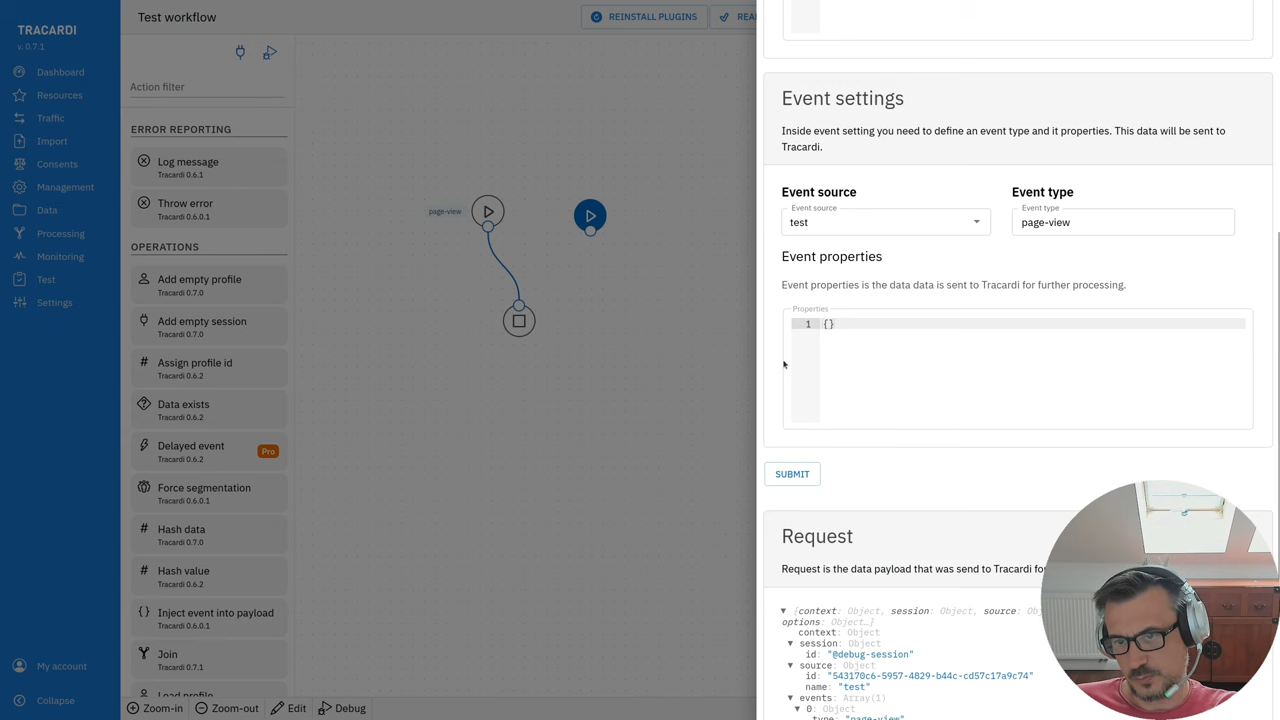 TRACARDI
v. 0.7.1
Dashboard
Resources
Traffic
Import
Consents
Management
Data
Processing
Monitoring
Test
Settings
My account
Collapse
Test workflow
REINSTALL PLUGINS
Action filter
ERROR REPORTING
Log message
Tracardi 0.6.1
Throw error
Tracardi 0.6.0.1
OPERATIONS
Add empty profile
Tracardi 0.7.0
Add empty session
Tracardi 0.7.0
Assign profile id
Tracardi 0.6.2
Data exists
Tracardi 0.6.2
Delayed event
Tracardi 0.6.2
Pro
Force segmentation
Tracardi 0.6.0.1
Hash data
Tracardi 0.7.0
Hash value
Tracardi 0.6.2
Inject event into payload
Tracardi 0.6.0.1
Join
Tracardi 0.7.1
Load profile
page-view
Zoom-in
Zoom-out
Edit
Debug
Event settings
Inside event setting you need to define an event type and it properties. This data will be sent to
Tracardi.
Event source
Event source
test
Event type
Event type
page-view
Event properties
Event properties is the data data is sent to Tracardi for further processing.
Properties
1 {}
SUBMIT
Request
Request is the data payload that was send to Tracardi for
▼ {context: Object, session: Object, source: Obj
options: Object…}
context: Object
▼ session: Object
id: "@debug-session"
▼ source: Object
id: "543170c6-5957-4829-b44c-cd57c17a9c74"
name: "test"
▼ events: Array(1)
▼ 0: Object
type: "page-view"